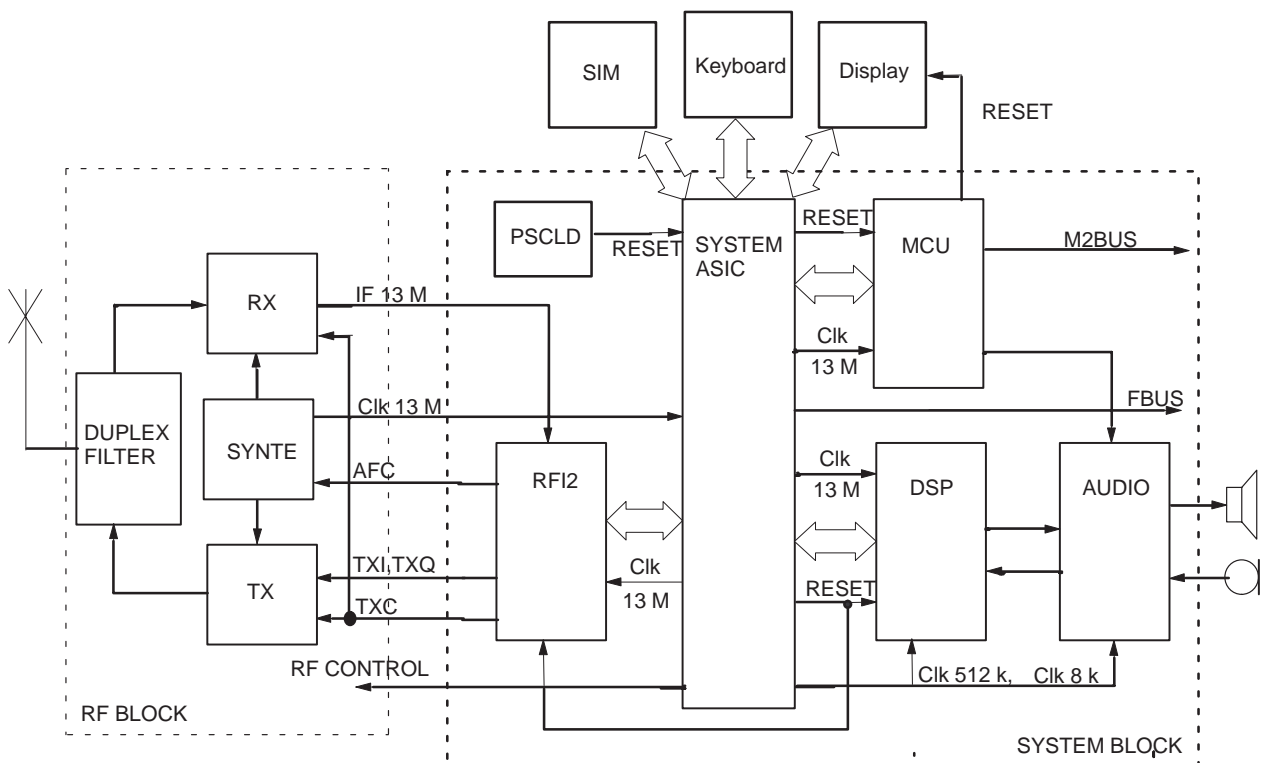 SIM
Keyboard
Display
RESET
PSCLD
RESET
SYSTEM
ASIC
RESET
MCU
M2BUS
RX
IF 13 M
Clk
13 M
Clk 13 M
FBUS
DUPLEX
FILTER
SYNTE
AFC
RFI2
Clk
13 M
DSP
AUDIO
TX
TXI,TXQ
TXC
Clk
13 M
RESET
RF CONTROL
Clk 512 k,
Clk 8 k
RF BLOCK
SYSTEM BLOCK